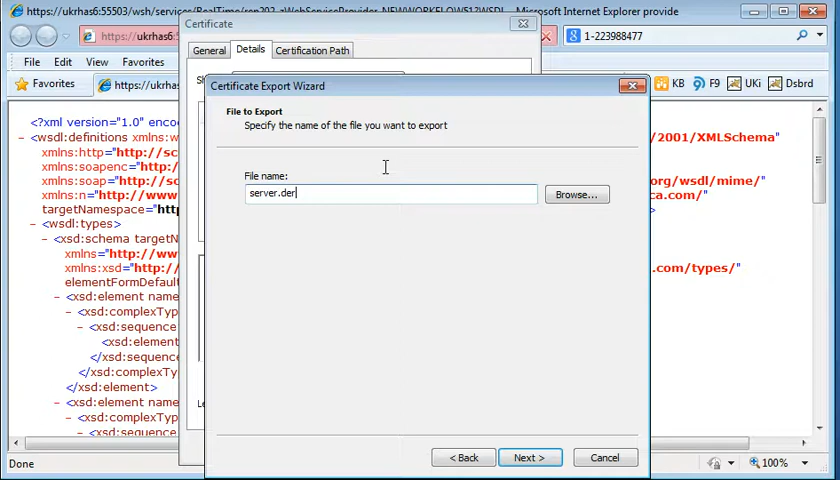 https://ukrhas6:55503/wsh/services/RealTime/
Microsoft Internet Explorer provide
https://ukrhas6:
1-223988477
File Edit View Favorites
Favorites
https://ukrhas6:55
KB F9 UKi Dsbrd
Certificate
General Details Certification Path
Certificate Export Wizard
File to Export
Specify the name of the file you want to export
File name:
server.der
Browse...
< Back Next > Cancel
<?xml version="1.0" enc
- <wsdl:definitions xmlns:w
xmlns:http="http://sc
xmlns:soapenc="http
xmlns:soap="http://sc
xmlns:n="http://www
targetNamespace="htt
- <wsdl:types>
- <xsd:schema targetN
xmlns="http://www
xmlns:xsd="http://
elementFormDefaul
- <xsd:element name
- <xsd:complexType
- <xsd:sequence
<xsd:element
</xsd:sequence>
</xsd:complexTyp
</xsd:element>
- <xsd:element name
- <xsd:complexTyp
- <xsd:sequence
/2001/XMLSchema"
org/wsdl/mime/"
ca.com/"
.com/types/"
Done
100%